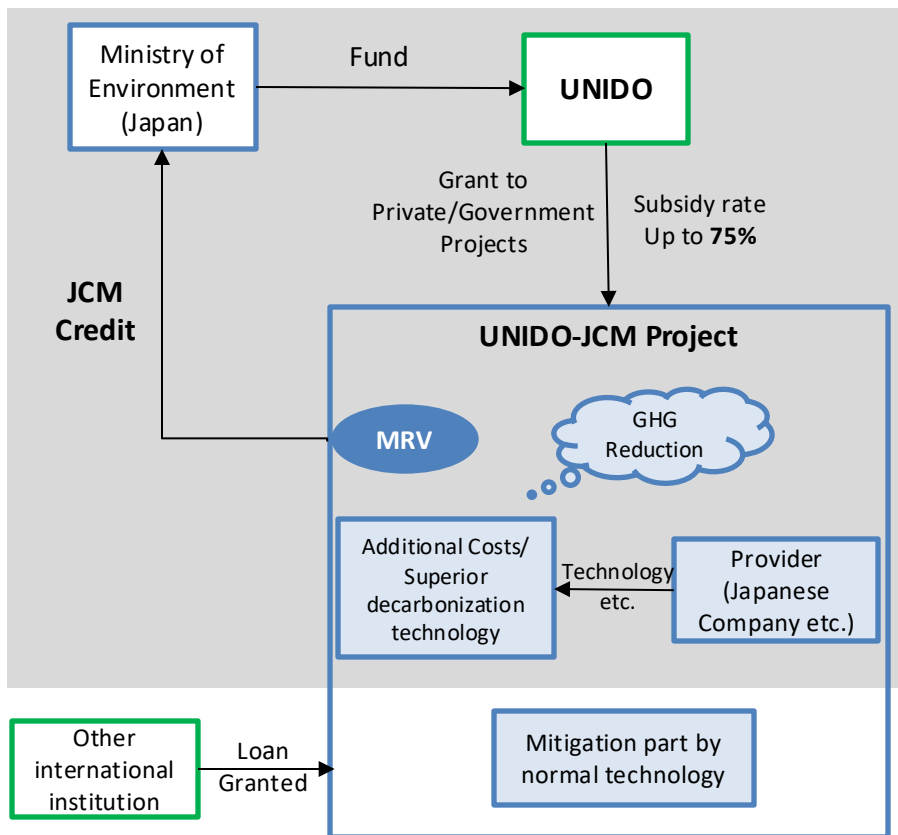 Ministry of
Environment
(Japan)
Fund
UNIDO
Grant to
Private/Government
Projects
Subsidy rate
Up to 75%
JCM
Credit
UNIDO-JCM Project
MRV
GHG
Reduction
Additional Costs/
Superior
decarbonization
technology
Technology
etc.
Provider
(Japanese
Company etc.)
Other
international
institution
Loan
Granted
Mitigation part by
normal technology